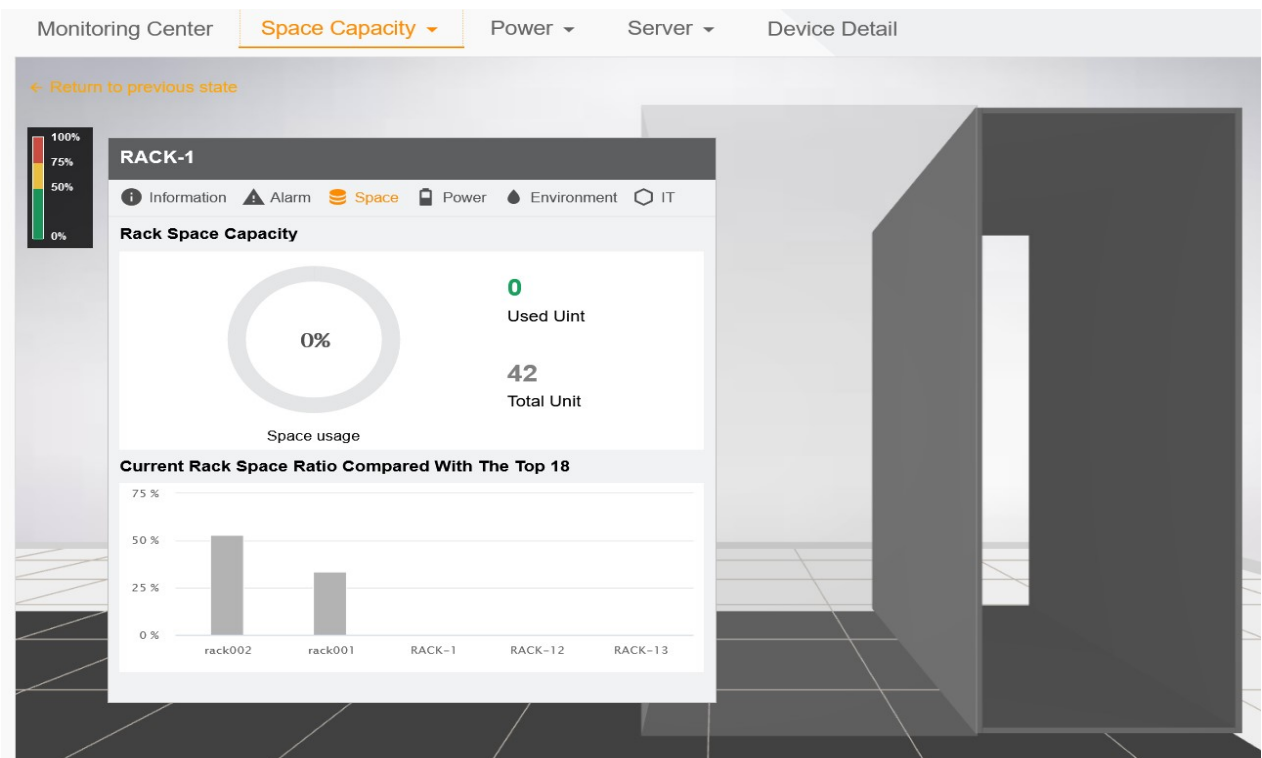 Monitoring Center Space Capacity Power Server Device Detail
← Return to previous state
100%
75%
50%
0%
RACK-1
Information Alarm Space Power Environment IT
Rack Space Capacity
0%
Space usage
0
Used Uint
42
Total Unit
Current Rack Space Ratio Compared With The Top 18
75 %
50 %
25 %
0 %
rack002 rack001 RACK-1 RACK-12 RACK-13